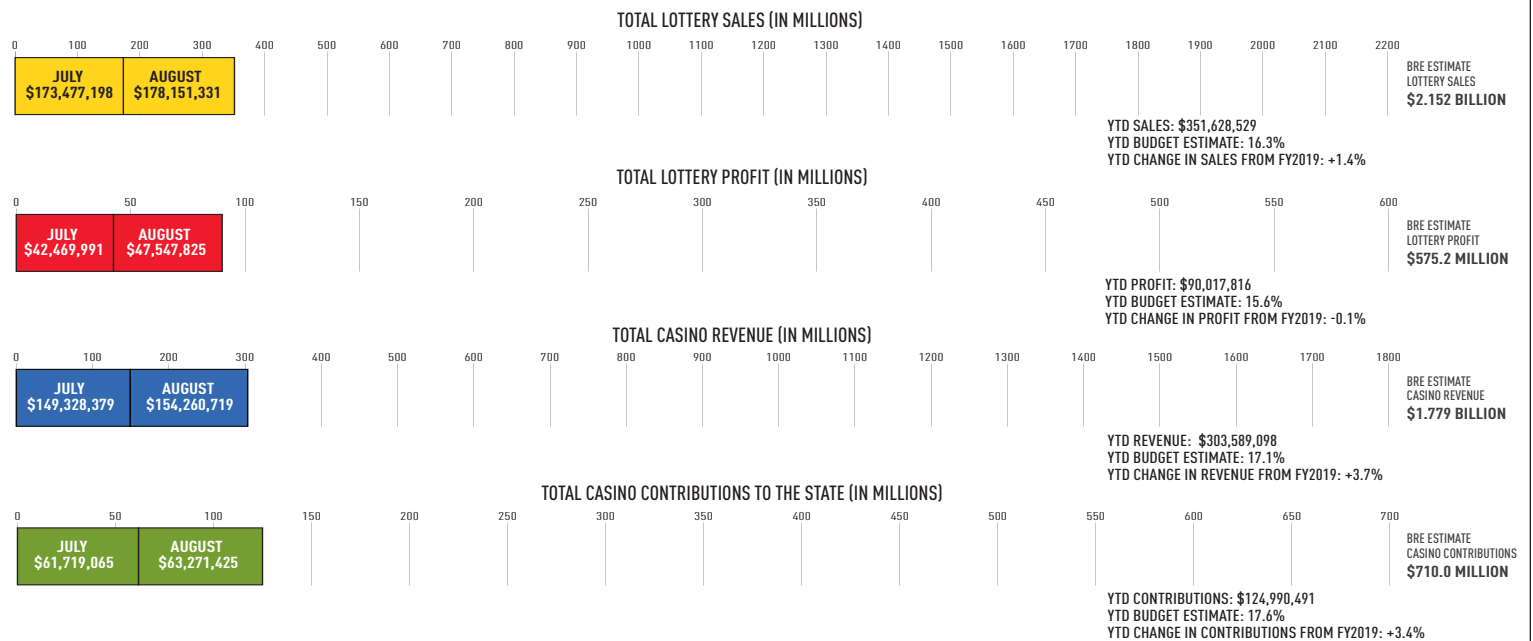 TOTAL LOTTERY SALES (IN MILLIONS)
0 100 200 300 400 500 600 700 800 900 1000 1100 1200 1300 1400 1500 1600 1700 1800 1900 2000 2100 2200
JULY
$173,477,198
AUGUST
$178,151,331
BRE ESTIMATE
LOTTERY SALES
$2.152 BILLION
YTD SALES: $351,628,529
YTD BUDGET ESTIMATE: 16.3%
YTD CHANGE IN SALES FROM FY2019: +1.4%
TOTAL LOTTERY PROFIT (IN MILLIONS)
0 50 100 150 200 250 300 350 400 450 500 550 600
JULY
$42,469,991
AUGUST
$47,547,825
BRE ESTIMATE
LOTTERY PROFIT
$575.2 MILLION
YTD PROFIT: $90,017,816
YTD BUDGET ESTIMATE: 15.6%
YTD CHANGE IN PROFIT FROM FY2019: -0.1%
TOTAL CASINO REVENUE (IN MILLIONS)
0 100 200 300 400 500 600 700 800 900 1000 1100 1200 1300 1400 1500 1600 1700 1800
JULY
$149,328,379
AUGUST
$154,260,719
BRE ESTIMATE
CASINO REVENUE
$1.779 BILLION
YTD REVENUE: $303,589,098
YTD BUDGET ESTIMATE: 17.1%
YTD CHANGE IN REVENUE FROM FY2019: +3.7%
TOTAL CASINO CONTRIBUTIONS TO THE STATE (IN MILLIONS)
0 50 100 150 200 250 300 350 400 450 500 550 600 650 700
JULY
$61,719,065
AUGUST
$63,271,425
BRE ESTIMATE
CASINO CONTRIBUTIONS
$710.0 MILLION
YTD CONTRIBUTIONS: $124,990,491
YTD BUDGET ESTIMATE: 17.6%
YTD CHANGE IN CONTRIBUTIONS FROM FY2019: +3.4%